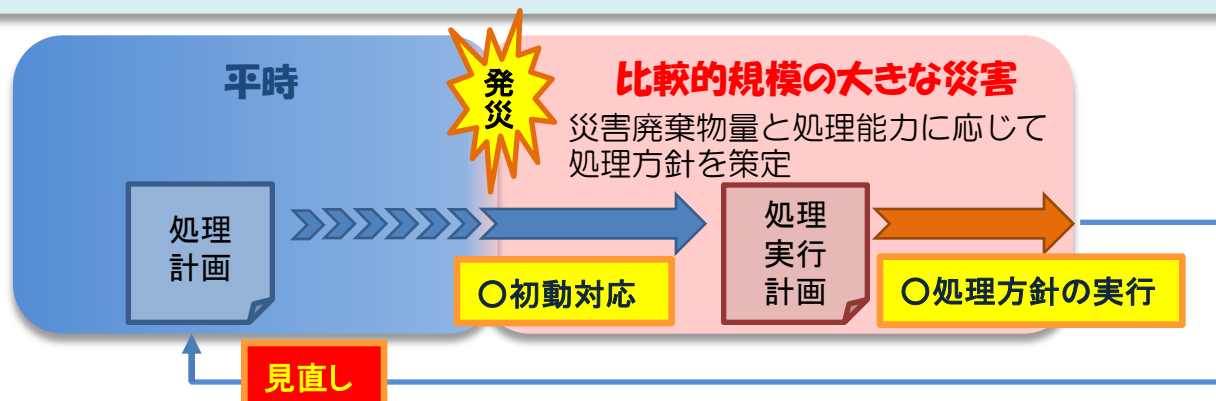 平時
発災
比較的規模の大きな災害
災害廃棄物量と処理能力に応じて
処理方針を策定
処理
計画
処理
実行
計画
〇初動対応
〇処理方針の実行
見直し